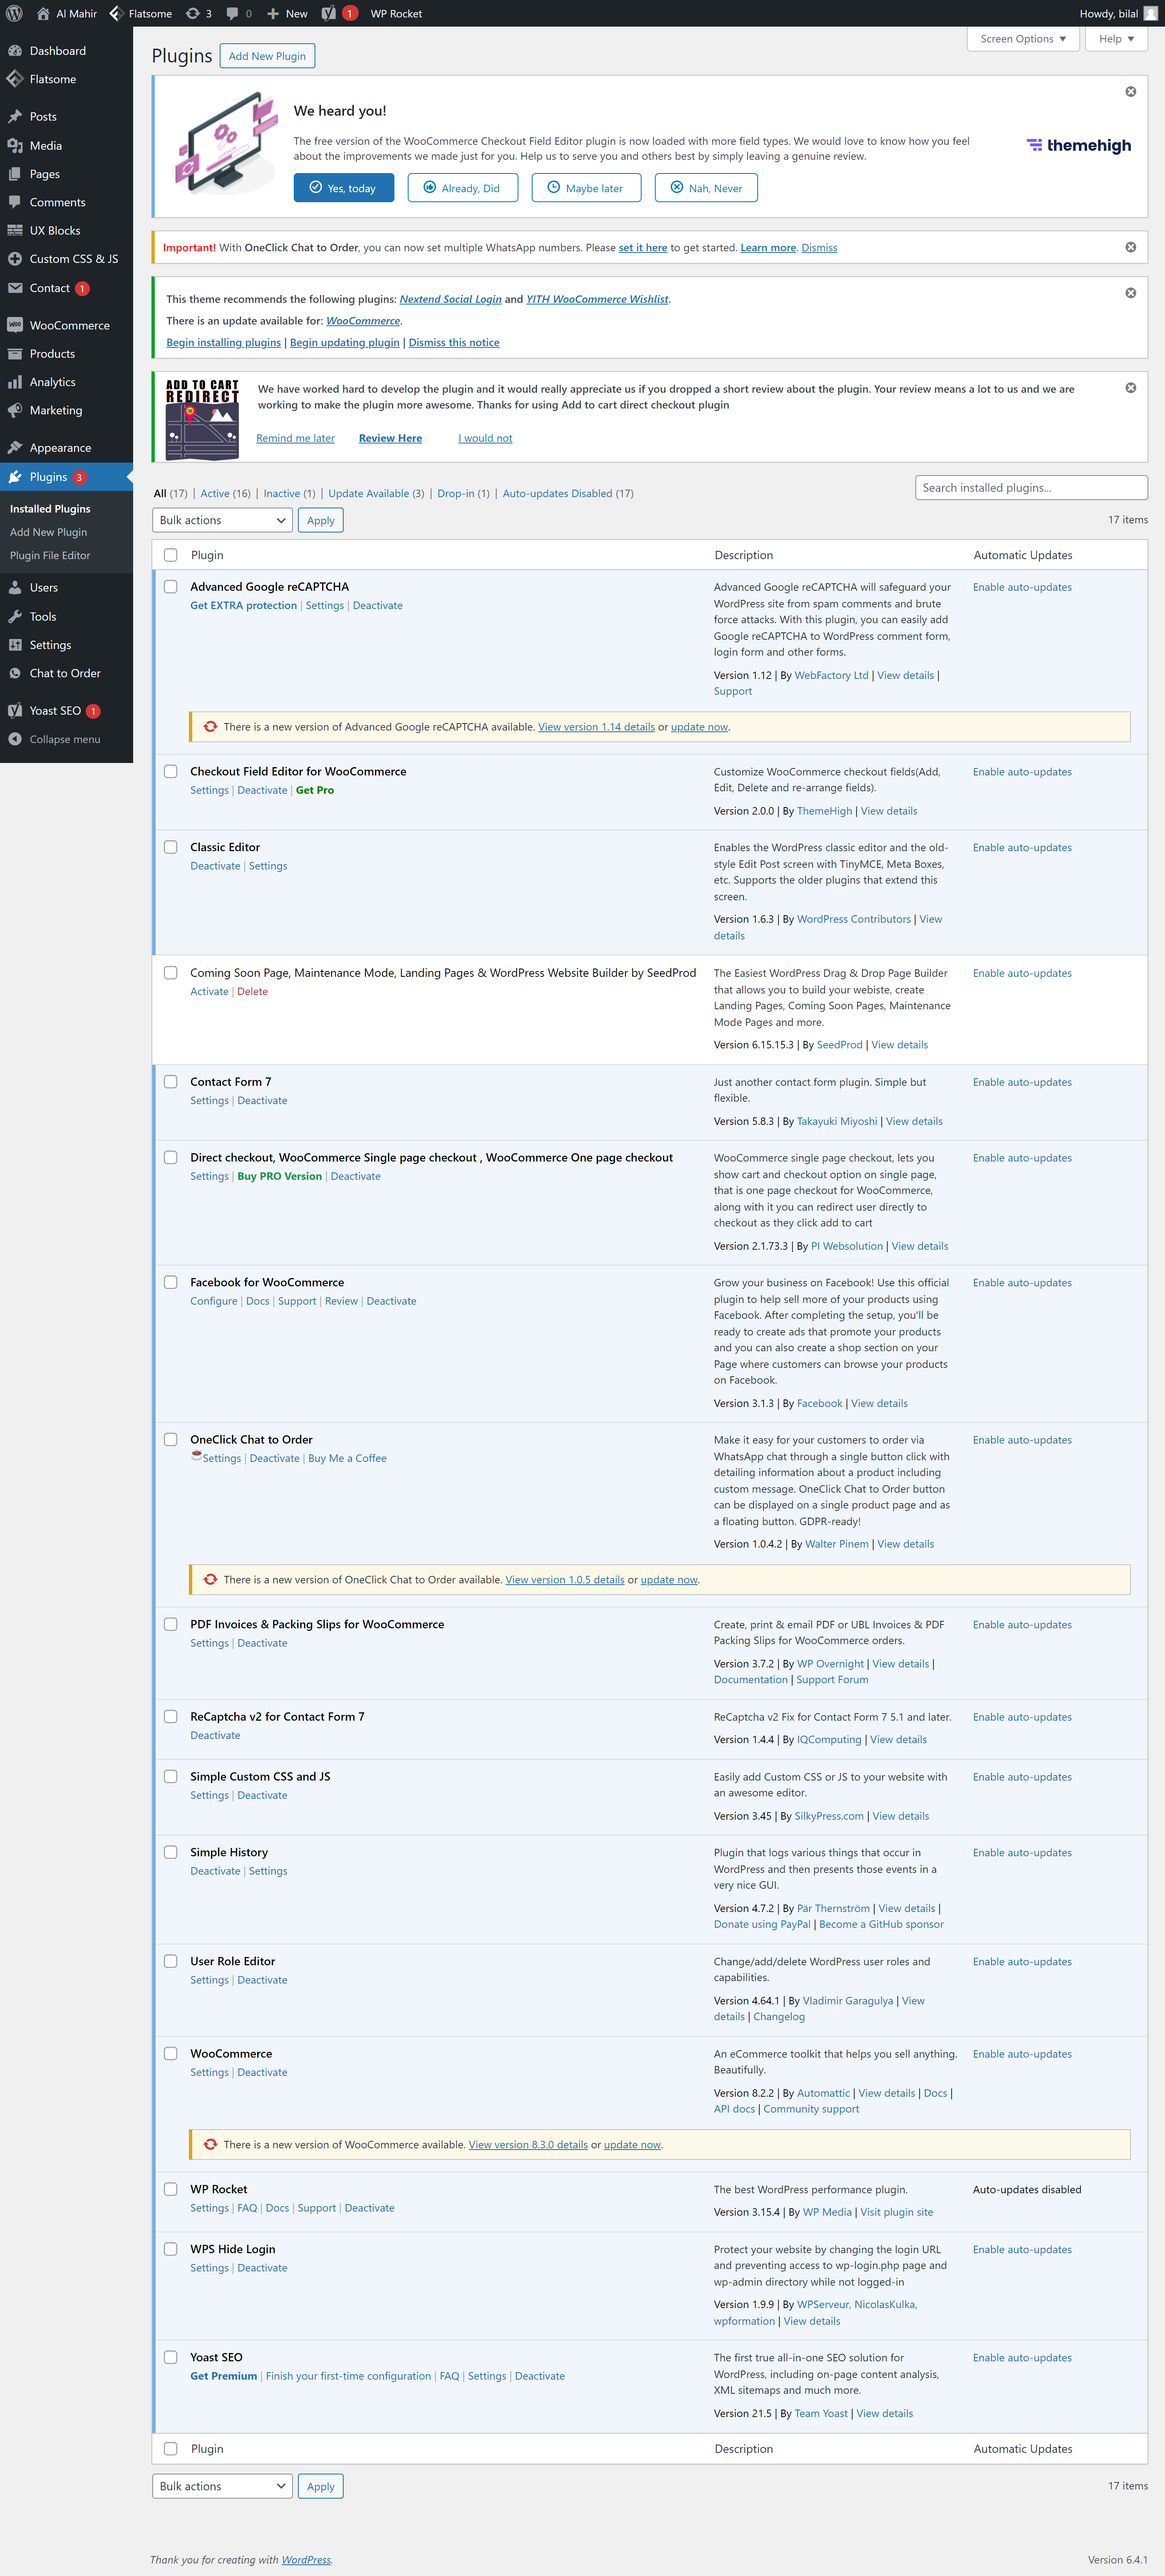 Al Mahir Flatsome 3 0 New 1 WP Rocket Howdy, bilal
Dashboard
Flatsome
Posts
Media
Pages
Comments
UX Blocks
Custom CSS & JS
Contact 1
WooCommerce
Products
Analytics
Marketing
Appearance
Plugins 3
Installed Plugins
Add New Plugin
Plugin File Editor
Users
Tools
Settings
Chat to Order
Yoast SEO 1
Collapse menu
Screen Options ▼ Help ▼
Plugins Add New Plugin
We heard you!
The free version of the WooCommerce Checkout Field Editor plugin is now loaded with more field types. We would love to know how you feel
about the improvements we made just for you. Help us to serve you and others best by simply leaving a genuine review.
Yes, today Already, Did Maybe later Nah, Never
themehigh
Important! With OneClick Chat to Order, you can now set multiple WhatsApp numbers. Please set it here to get started. Learn more. Dismiss
This theme recommends the following plugins: Nextend Social Login and YITH WooCommerce Wishlist.
There is an update available for: WooCommerce.
Begin installing plugins | Begin updating plugin | Dismiss this notice
ADD TO CART
REDIRECT
We have worked hard to develop the plugin and it would really appreciate us if you dropped a short review about the plugin. Your review means a lot to us and we are
working to make the plugin more awesome. Thanks for using Add to cart direct checkout plugin
Remind me later Review Here I would not
All (17) | Active (16) | Inactive (1) | Update Available (3) | Drop-in (1) | Auto-updates Disabled (17)
Search installed plugins...
Bulk actions Apply 17 items
Plugin Description Automatic Updates
Advanced Google reCAPTCHA
Get EXTRA protection | Settings | Deactivate
Advanced Google reCAPTCHA will safeguard your
WordPress site from spam comments and brute
force attacks. With this plugin, you can easily add
Google reCAPTCHA to WordPress comment form,
login form and other forms.
Version 1.12 | By WebFactory Ltd | View details |
Support
Enable auto-updates
There is a new version of Advanced Google reCAPTCHA available. View version 1.14 details or update now.
Checkout Field Editor for WooCommerce
Settings | Deactivate | Get Pro
Customize WooCommerce checkout fields(Add,
Edit, Delete and re-arrange fields).
Version 2.0.0 | By ThemeHigh | View details
Enable auto-updates
Classic Editor
Deactivate | Settings
Enables the WordPress classic editor and the old-
style Edit Post screen with TinyMCE, Meta Boxes,
etc. Supports the older plugins that extend this
screen.
Version 1.6.3 | By WordPress Contributors | View
details
Enable auto-updates
Coming Soon Page, Maintenance Mode, Landing Pages & WordPress Website Builder by SeedProd
Activate | Delete
The Easiest WordPress Drag & Drop Page Builder
that allows you to build your webiste, create
Landing Pages, Coming Soon Pages, Maintenance
Mode Pages and more.
Version 6.15.15.3 | By SeedProd | View details
Enable auto-updates
Contact Form 7
Settings | Deactivate
Just another contact form plugin. Simple but
flexible.
Version 5.8.3 | By Takayuki Miyoshi | View details
Enable auto-updates
Direct checkout, WooCommerce Single page checkout , WooCommerce One page checkout
Settings | Buy PRO Version | Deactivate
WooCommerce single page checkout, lets you
show cart and checkout option on single page,
that is one page checkout for WooCommerce,
along with it you can redirect user directly to
checkout as they click add to cart
Version 2.1.73.3 | By PI Websolution | View details
Enable auto-updates
Facebook for WooCommerce
Configure | Docs | Support | Review | Deactivate
Grow your business on Facebook! Use this official
plugin to help sell more of your products using
Facebook. After completing the setup, you'll be
ready to create ads that promote your products
and you can also create a shop section on your
Page where customers can browse your products
on Facebook.
Version 3.1.3 | By Facebook | View details
Enable auto-updates
OneClick Chat to Order
Settings | Deactivate | Buy Me a Coffee
Make it easy for your customers to order via
WhatsApp chat through a single button click with
detailing information about a product including
custom message. OneClick Chat to Order button
can be displayed on a single product page and as
a floating button. GDPR-ready!
Version 1.0.4.2 | By Walter Pinem | View details
Enable auto-updates
There is a new version of OneClick Chat to Order available. View version 1.0.5 details or update now.
PDF Invoices & Packing Slips for WooCommerce
Settings | Deactivate
Create, print & email PDF or UBL Invoices & PDF
Packing Slips for WooCommerce orders.
Version 3.7.2 | By WP Overnight | View details |
Documentation | Support Forum
Enable auto-updates
ReCaptcha v2 for Contact Form 7
Deactivate
ReCaptcha v2 Fix for Contact Form 7 5.1 and later.
Version 1.4.4 | By IQComputing | View details
Enable auto-updates
Simple Custom CSS and JS
Settings | Deactivate
Easily add Custom CSS or JS to your website with
an awesome editor.
Version 3.45 | By SilkyPress.com | View details
Enable auto-updates
Simple History
Deactivate | Settings
Plugin that logs various things that occur in
WordPress and then presents those events in a
very nice GUI.
Version 4.7.2 | By Pär Thernström | View details |
Donate using PayPal | Become a GitHub sponsor
Enable auto-updates
User Role Editor
Settings | Deactivate
Change/add/delete WordPress user roles and
capabilities.
Version 4.64.1 | By Vladimir Garagulya | View
details | Changelog
Enable auto-updates
WooCommerce
Settings | Deactivate
An eCommerce toolkit that helps you sell anything.
Beautifully.
Version 8.2.2 | By Automattic | View details | Docs |
API docs | Community support
Enable auto-updates
There is a new version of WooCommerce available. View version 8.3.0 details or update now.
WP Rocket
Settings | FAQ | Docs | Support | Deactivate
The best WordPress performance plugin.
Version 3.15.4 | By WP Media | Visit plugin site
Auto-updates disabled
WPS Hide Login
Settings | Deactivate
Protect your website by changing the login URL
and preventing access to wp-login.php page and
wp-admin directory while not logged-in
Version 1.9.9 | By WPServeur, NicolasKulka,
wpformation | View details
Enable auto-updates
Yoast SEO
Get Premium | Finish your first-time configuration | FAQ | Settings | Deactivate
The first true all-in-one SEO solution for
WordPress, including on-page content analysis,
XML sitemaps and much more.
Version 21.5 | By Team Yoast | View details
Enable auto-updates
Plugin Description Automatic Updates
Bulk actions Apply 17 items
Thank you for creating with WordPress. Version 6.4.1